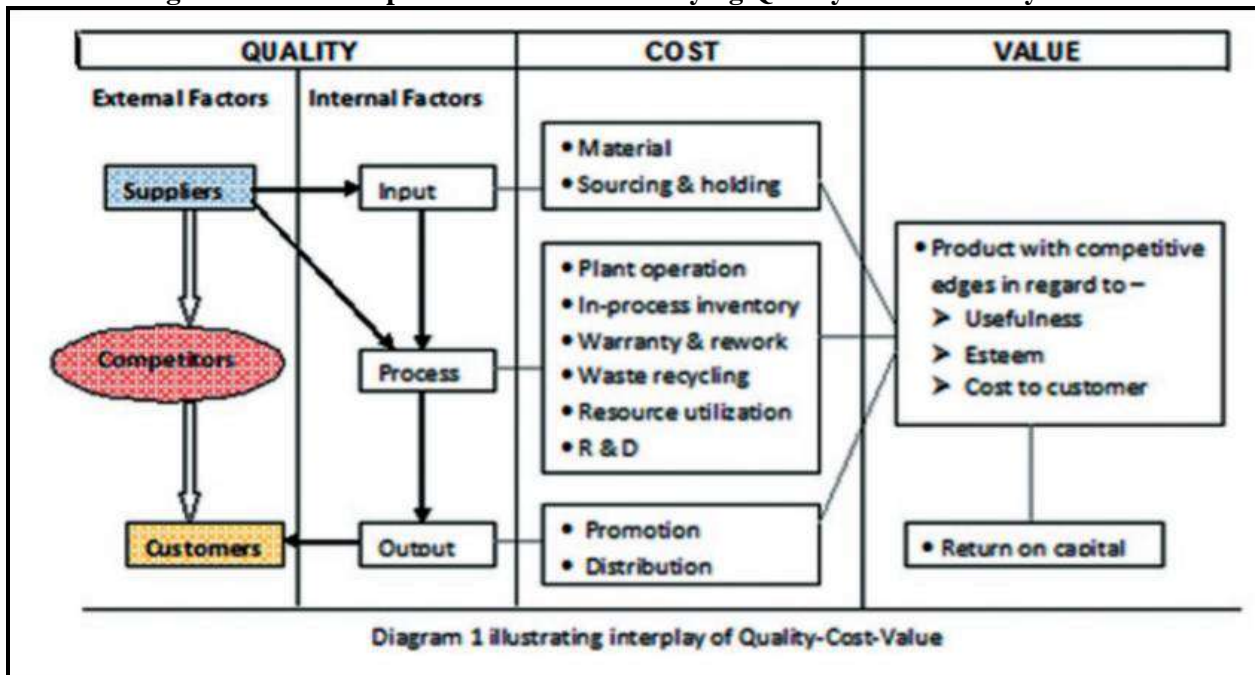 QUALITY
COST
VALUE
External Factors
Internal Factors
Suppliers
Input
• Material
• Sourcing & holding
• Plant operation
• In-process inventory
• Warranty & rework
• Waste recycling
• Resource utilization
• R & D
Competitors
Process
• Product with competitive
edges in regard to –
➤ Usefulness
➤ Esteem
➤ Cost to customer
Customers
Output
• Promotion
• Distribution
• Return on capital
Diagram 1 illustrating interplay of Quality-Cost-Value